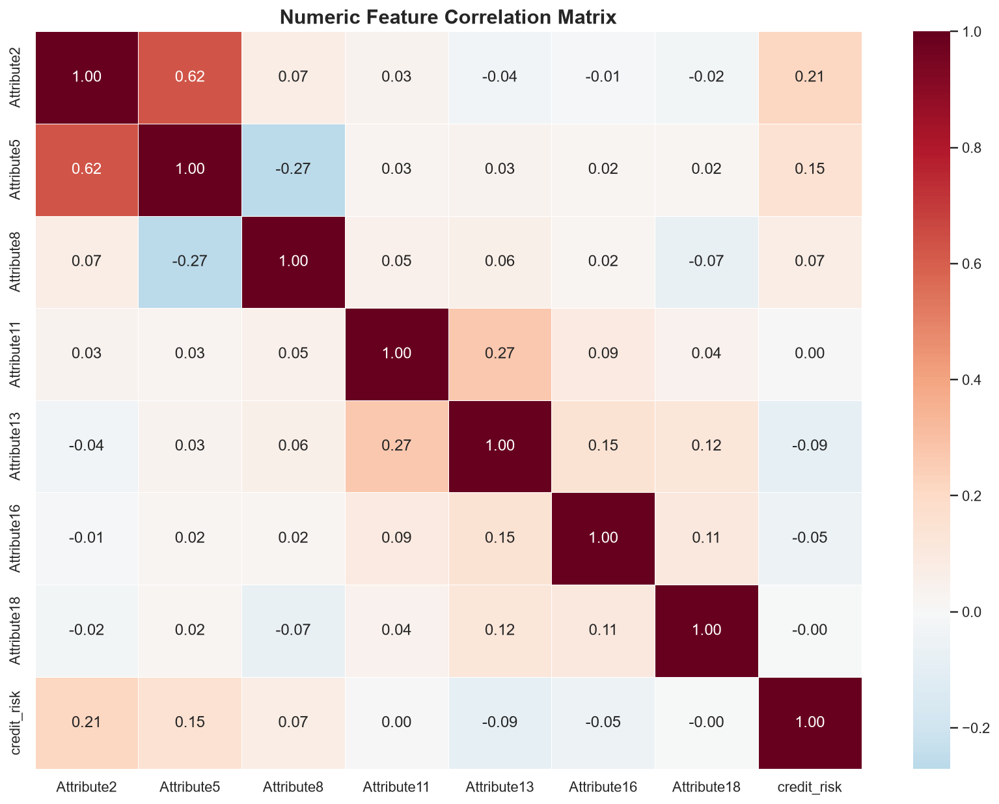 Numeric Feature Correlation Matrix
Attribute2 1.00 0.62 0.07 0.03 -0.04 -0.01 -0.02 0.21
Attribute5 0.62 1.00 -0.27 0.03 0.03 0.02 0.02 0.15
Attribute8 0.07 -0.27 1.00 0.05 0.06 0.02 -0.07 0.07
Attribute11 0.03 0.03 0.05 1.00 0.27 0.09 0.04 0.00
Attribute13 -0.04 0.03 0.06 0.27 1.00 0.15 0.12 -0.09
Attribute16 -0.01 0.02 0.02 0.09 0.15 1.00 0.11 -0.05
Attribute18 -0.02 0.02 -0.07 0.04 0.12 0.11 1.00 -0.00
credit_risk 0.21 0.15 0.07 0.00 -0.09 -0.05 -0.00 1.00
Attribute2 Attribute5 Attribute8 Attribute11 Attribute13 Attribute16 Attribute18 credit_risk
1.0
0.8
0.6
0.4
0.2
0.0
−0.2